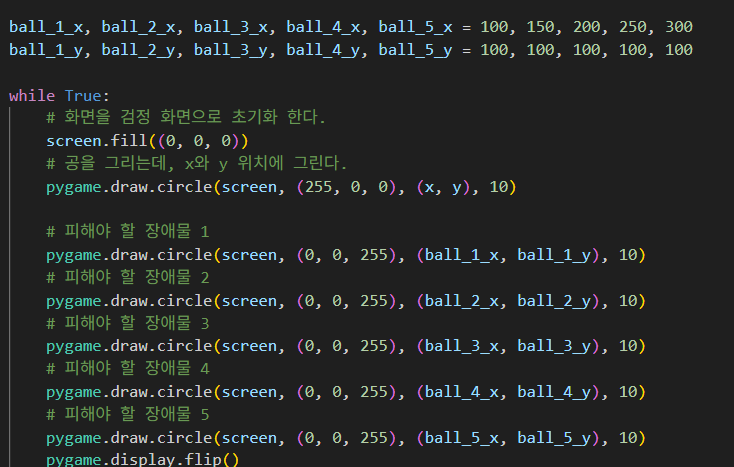 ball_1_x, ball_2_x, ball_3_x, ball_4_x, ball_5_x = 100, 150, 200, 250, 300
ball_1_y, ball_2_y, ball_3_y, ball_4_y, ball_5_y = 100, 100, 100, 100, 100
while True:
    # 화면을 검정 화면으로 초기화 한다.
    screen.fill((0, 0, 0))
    # 공을 그리는데, x와 y 위치에 그린다.
    pygame.draw.circle(screen, (255, 0, 0), (x, y), 10)
    # 피해야 할 장애물 1
    pygame.draw.circle(screen, (0, 0, 255), (ball_1_x, ball_1_y), 10)
    # 피해야 할 장애물 2
    pygame.draw.circle(screen, (0, 0, 255), (ball_2_x, ball_2_y), 10)
    # 피해야 할 장애물 3
    pygame.draw.circle(screen, (0, 0, 255), (ball_3_x, ball_3_y), 10)
    # 피해야 할 장애물 4
    pygame.draw.circle(screen, (0, 0, 255), (ball_4_x, ball_4_y), 10)
    # 피해야 할 장애물 5
    pygame.draw.circle(screen, (0, 0, 255), (ball_5_x, ball_5_y), 10)
    pygame.display.flip()